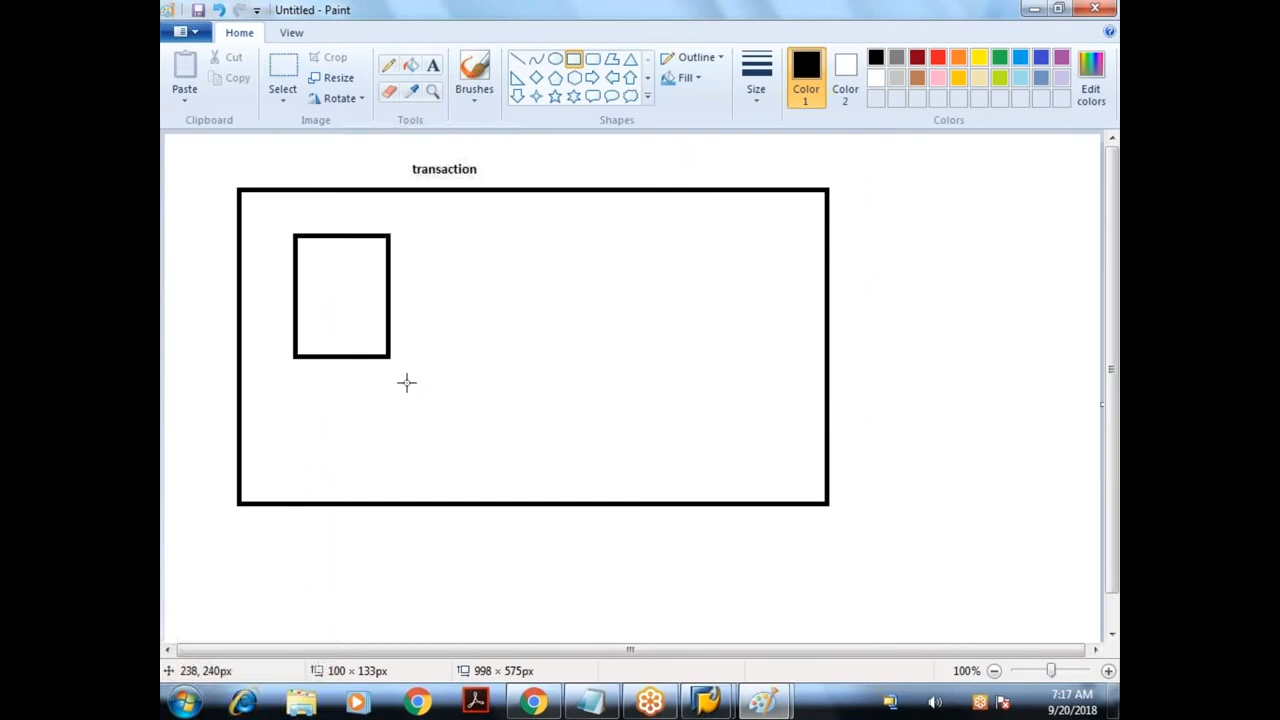 Untitled - Paint
Home View
Paste
Cut
Copy
Clipboard
Select
Crop
Resize
Rotate
Image
A
Tools
Brushes
Outline
Fill
Shapes
Size
Color 1
Color 2
Edit colors
Colors
transaction
238, 240px 100 × 133px 998 × 575px 100%
7:17 AM
9/20/2018